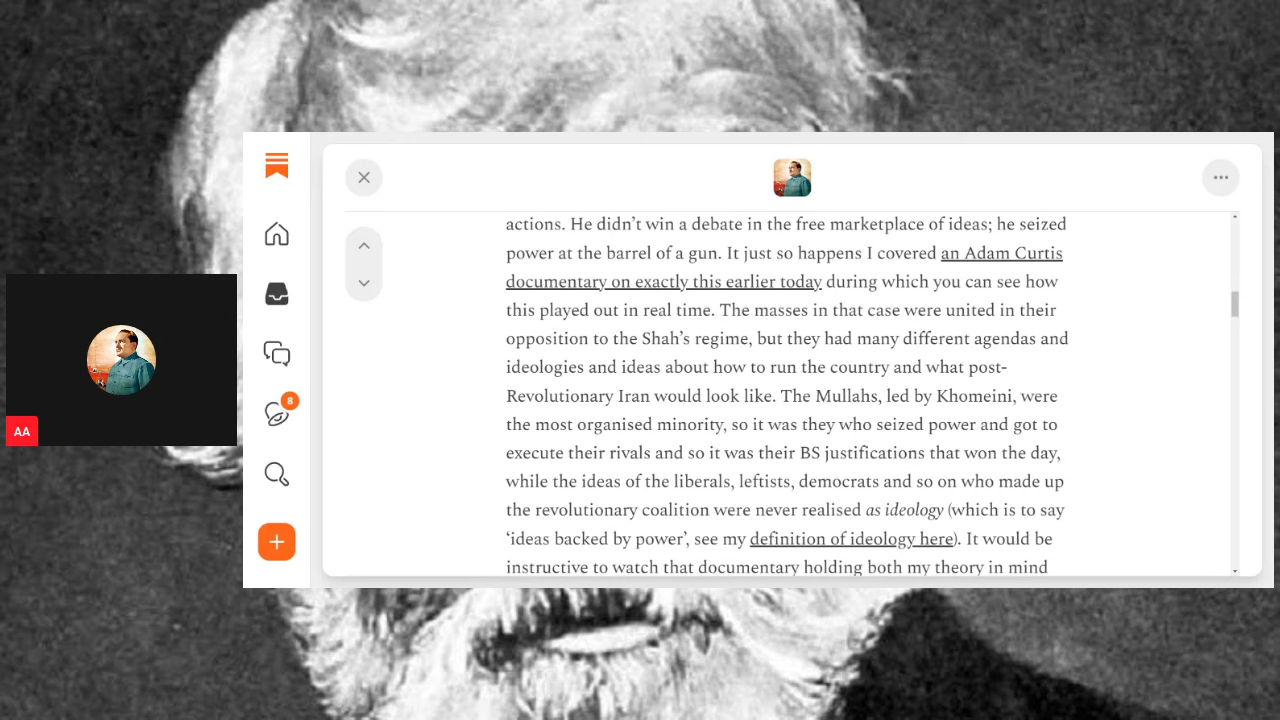 actions. He didn’t win a debate in the free marketplace of ideas; he seized
power at the barrel of a gun. It just so happens I covered an Adam Curtis
documentary on exactly this earlier today during which you can see how
this played out in real time. The masses in that case were united in their
opposition to the Shah’s regime, but they had many different agendas and
ideologies and ideas about how to run the country and what post-
Revolutionary Iran would look like. The Mullahs, led by Khomeini, were
the most organised minority, so it was they who seized power and got to
execute their rivals and so it was their BS justifications that won the day,
while the ideas of the liberals, leftists, democrats and so on who made up
the revolutionary coalition were never realised as ideology (which is to say
‘ideas backed by power’, see my definition of ideology here). It would be
instructive to watch that documentary holding both my theory in mind
8
AA